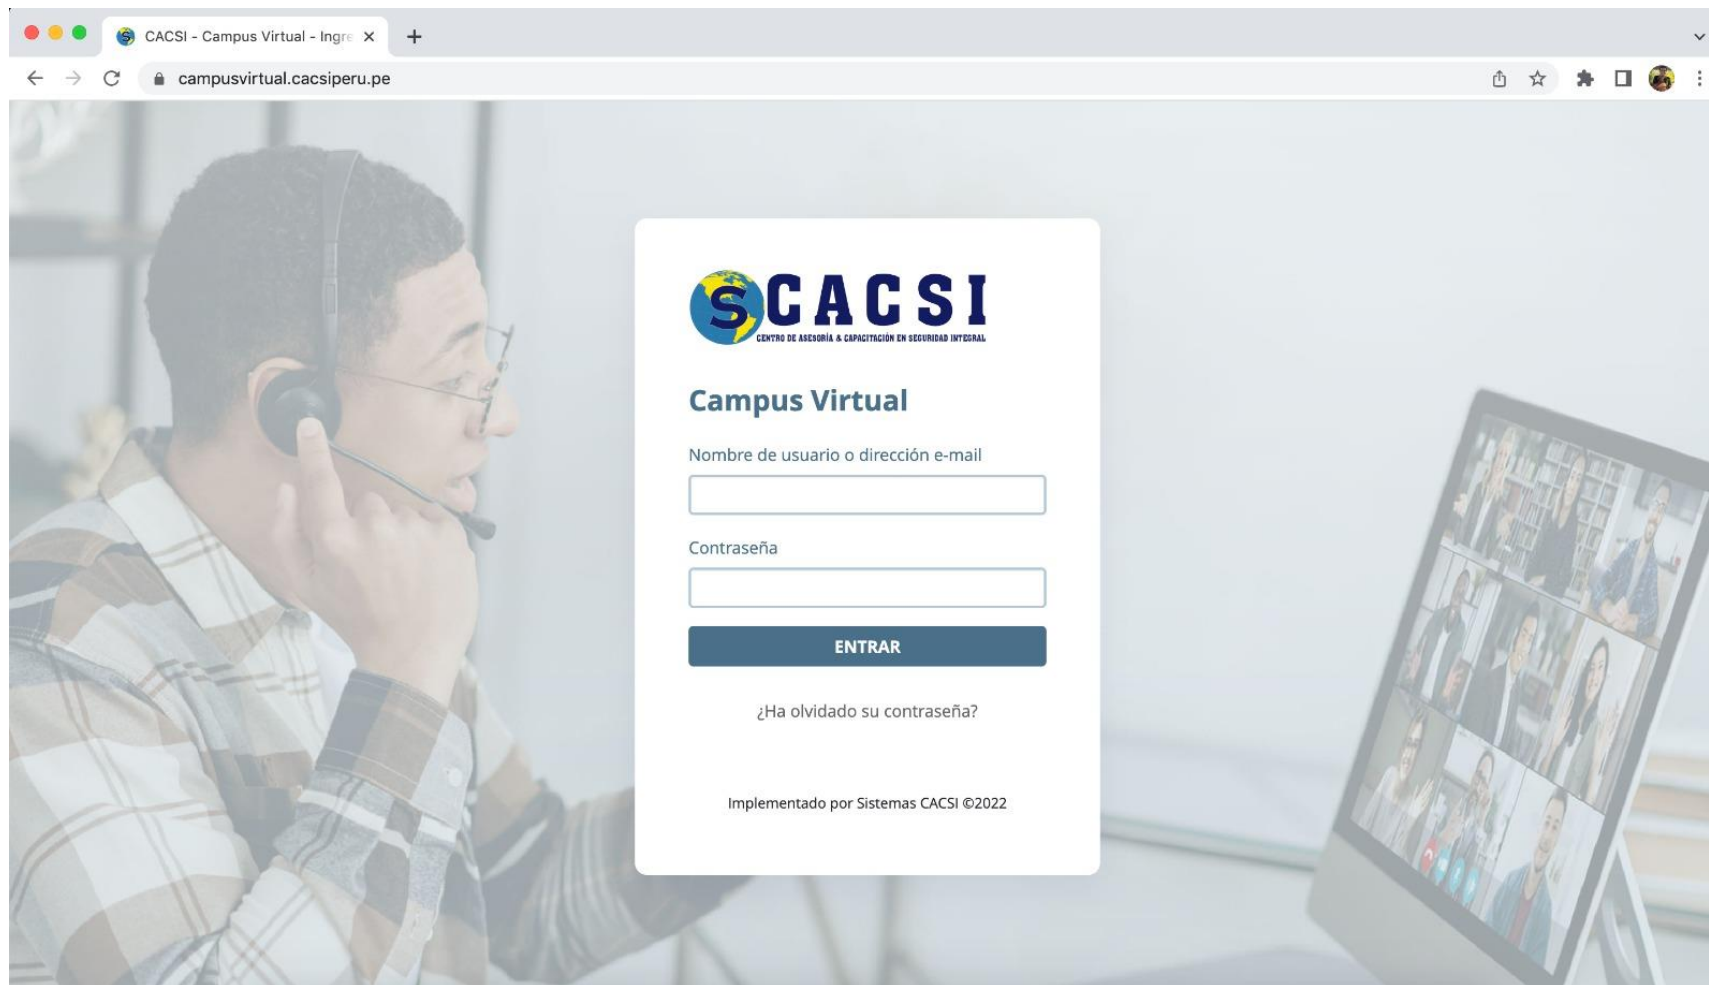 CACSI - Campus Virtual - Ingre
campusvirtual.cacsiperu.pe
S CACSI
CENTRO DE ASESORÍA & CAPACITACIÓN EN SEGURIDAD INTEGRAL
Campus Virtual
Nombre de usuario o dirección e-mail
Contraseña
ENTRAR
¿Ha olvidado su contraseña?
Implementado por Sistemas CACSI ©2022